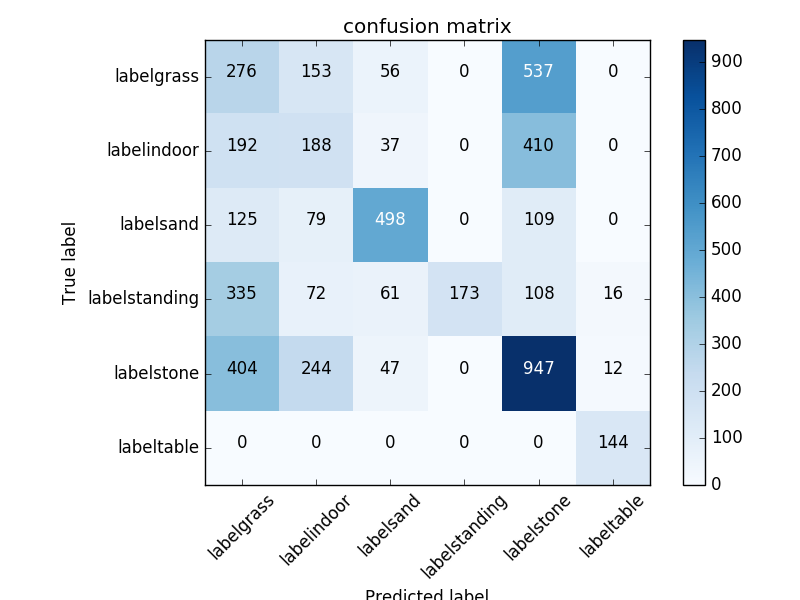 confusion matrix
labelgrass 276 153 56 0 537 0
labelindoor 192 188 37 0 410 0
labelsand 125 79 498 0 109 0
labelstanding 335 72 61 173 108 16
labelstone 404 244 47 0 947 12
labeltable 0 0 0 0 0 144
labelgrass labelindoor labelsand labelstanding labelstone labeltable
True label
Predicted label
900
800
700
600
500
400
300
200
100
0